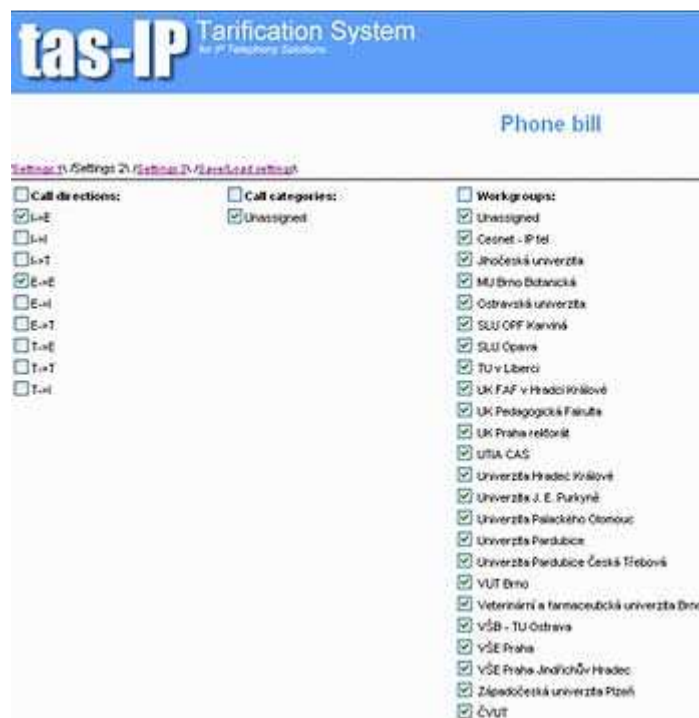 tas-IP Tarification System
for IP Telephony Solutions
Phone bill
/Settings 1\ /Settings 2\ /Settings 3\ /Save/Load settings\
Call directions:
I->E
I->I
I->T
E->E
E->I
E->T
T->E
T->T
T->I
Call categories:
Unassigned
Workgroups:
Unassigned
Cesnet - IP tel
Jihočeská univerzita
MU Brno Botanická
Ostravská univerzita
SLU OPF Karviná
SLU Opava
TU v Liberci
UK FAF v Hradci Králové
UK Pedagogická Fakulta
UK Praha rektorát
UTIA CAS
Univerzita Hradec Králové
Univerzita J. E. Purkyně
Univerzita Palackého Olomouc
Univerzita Pardubice
Univerzita Pardubice Česká Třebová
VUT Brno
Veterinární a farmaceutická univerzita Brno
VŠB - TU Ostrava
VŠE Praha
VŠE Praha Jindřichův Hradec
Západočeská univerzita Plzeň
ČVUT